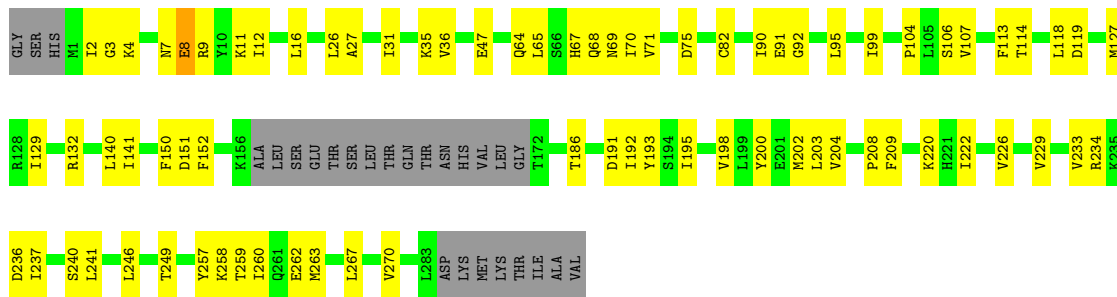 GLY SER HIS M1 I2 G3 K4 N7 E8 R9 Y10 K11 I12 L16 L26 A27 I31 K35 V36 E47 Q64 L65 S66 H67 Q68 N69 I70 V71 D75 C82 I90 E91 G92 L95 I99 P104 L105 S106 V107 F113 T114 L118 D119 M127
R128 I129 R132 L140 I141 F150 D151 F152 K156 ALA LEU SER GLU THR SER LEU THR GLN THR ASN HIS VAL LEU GLY T172 T186 D191 I192 Y193 S194 I195 V198 L199 Y200 E201 M202 L203 V204 P208 F209 K220 H221 I222 V226 V229 V233 R234 K235
D236 I237 S240 L241 L246 T249 Y257 K258 T259 I260 Q261 E262 M263 L267 V270 L283 ASP LYS MET LYS THR ILE ALA VAL